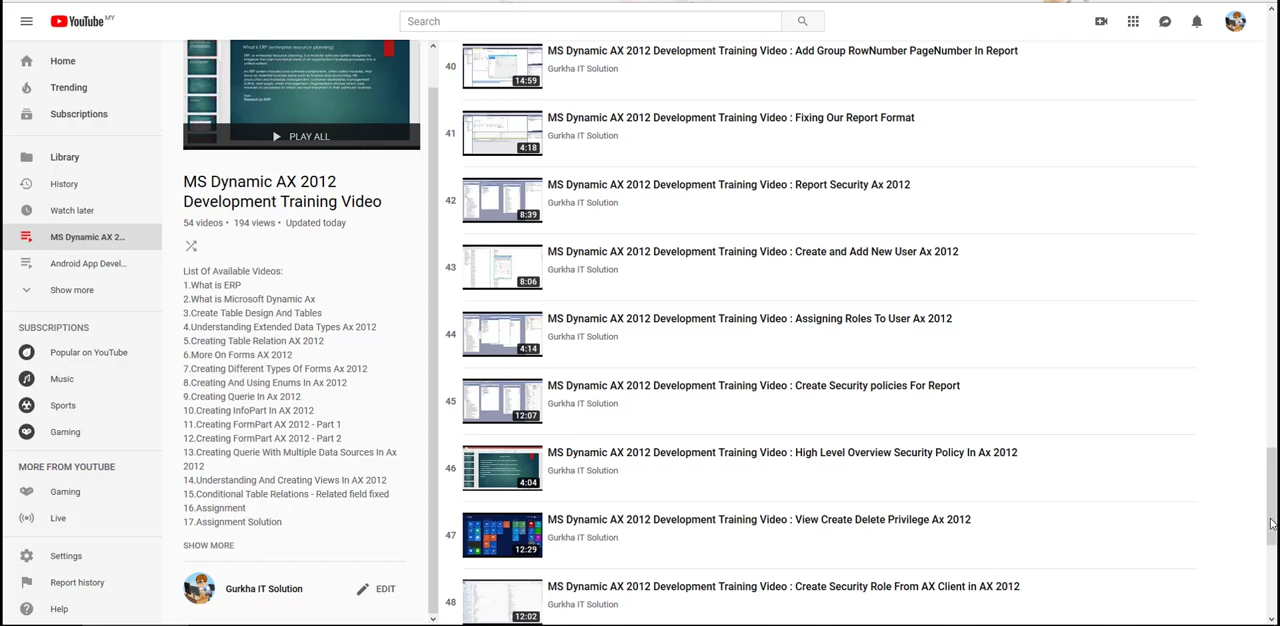 YouTube MY
Search
Home
Trending
Subscriptions
Library
History
Watch later
MS Dynamic AX 2...
Android App Devel...
Show more
SUBSCRIPTIONS
Popular on YouTube
Music
Sports
Gaming
MORE FROM YOUTUBE
Gaming
Live
Settings
Report history
Help
What is ERP (enterprise resource planning)
PLAY ALL
MS Dynamic AX 2012
Development Training Video
54 videos • 194 views • Updated today
List Of Available Videos:
1.What is ERP
2.What is Microsoft Dynamic Ax
3.Create Table Design And Tables
4.Understanding Extended Data Types Ax 2012
5.Creating Table Relation AX 2012
6.More On Forms AX 2012
7.Creating Different Types Of Forms Ax 2012
8.Creating And Using Enums In Ax 2012
9.Creating Querie In Ax 2012
10.Creating InfoPart In AX 2012
11.Creating FormPart AX 2012 - Part 1
12.Creating FormPart AX 2012 - Part 2
13.Creating Querie With Multiple Data Sources In Ax
2012
14.Understanding And Creating Views In AX 2012
15.Conditional Table Relations - Related field fixed
16.Assignment
17.Assignment Solution
SHOW MORE
Gurkha IT Solution
EDIT
40
14:59
MS Dynamic AX 2012 Development Training Video : Add Group RowNumber PageNumber In Report
Gurkha IT Solution
41
4:18
MS Dynamic AX 2012 Development Training Video : Fixing Our Report Format
Gurkha IT Solution
42
8:39
MS Dynamic AX 2012 Development Training Video : Report Security Ax 2012
Gurkha IT Solution
43
8:06
MS Dynamic AX 2012 Development Training Video : Create and Add New User Ax 2012
Gurkha IT Solution
44
4:14
MS Dynamic AX 2012 Development Training Video : Assigning Roles To User Ax 2012
Gurkha IT Solution
45
12:07
MS Dynamic AX 2012 Development Training Video : Create Security policies For Report
Gurkha IT Solution
46
4:04
MS Dynamic AX 2012 Development Training Video : High Level Overview Security Policy In Ax 2012
Gurkha IT Solution
47
12:29
MS Dynamic AX 2012 Development Training Video : View Create Delete Privilege Ax 2012
Gurkha IT Solution
48
12:02
MS Dynamic AX 2012 Development Training Video : Create Security Role From AX Client in AX 2012
Gurkha IT Solution